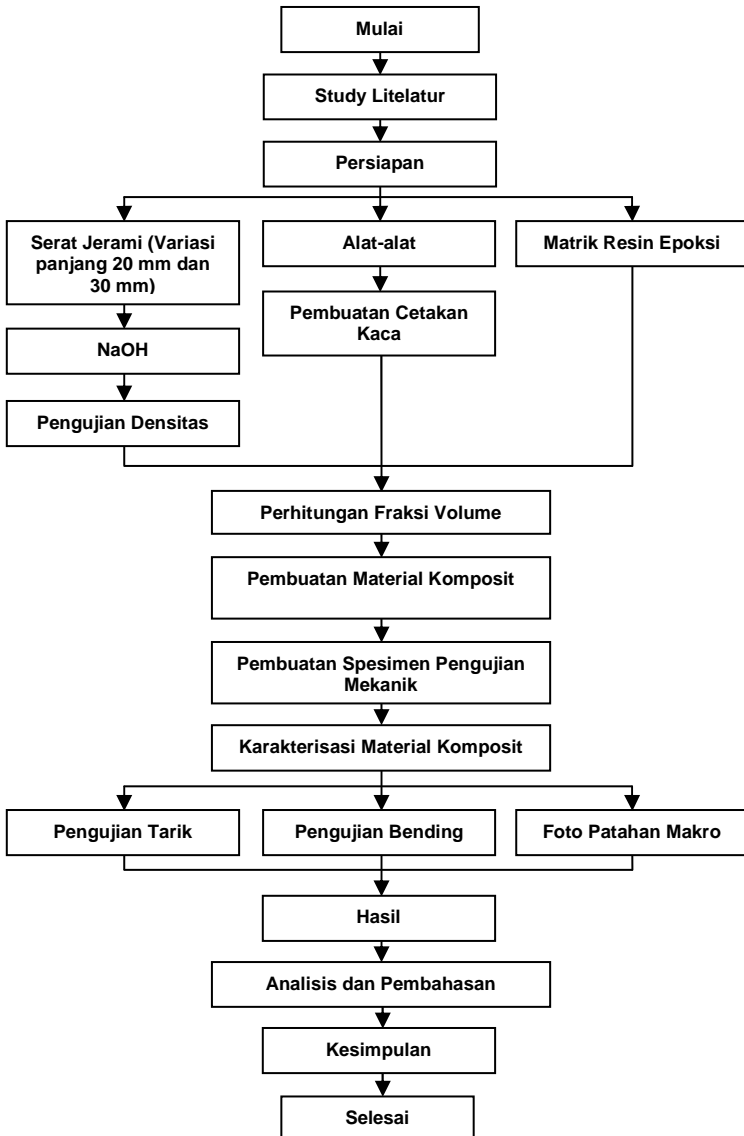 Mulai
Study Litelatur
Persiapan
Serat Jerami (Variasi
panjang 20 mm dan
30 mm)
Alat-alat
Matrik Resin Epoksi
Pembuatan Cetakan
Kaca
NaOH
Pengujian Densitas
Perhitungan Fraksi Volume
Pembuatan Material Komposit
Pembuatan Spesimen Pengujian
Mekanik
Karakterisasi Material Komposit
Pengujian Tarik
Pengujian Bending
Foto Patahan Makro
Hasil
Analisis dan Pembahasan
Kesimpulan
Selesai